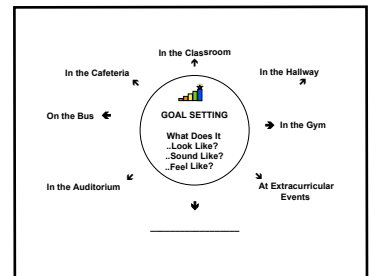 In the Classroom
In the Cafeteria
In the Hallway
On the Bus
GOAL SETTING
In the Gym
What Does It
..Look Like?
..Sound Like?
..Feel Like?
In the Auditorium
At Extracurricular
Events